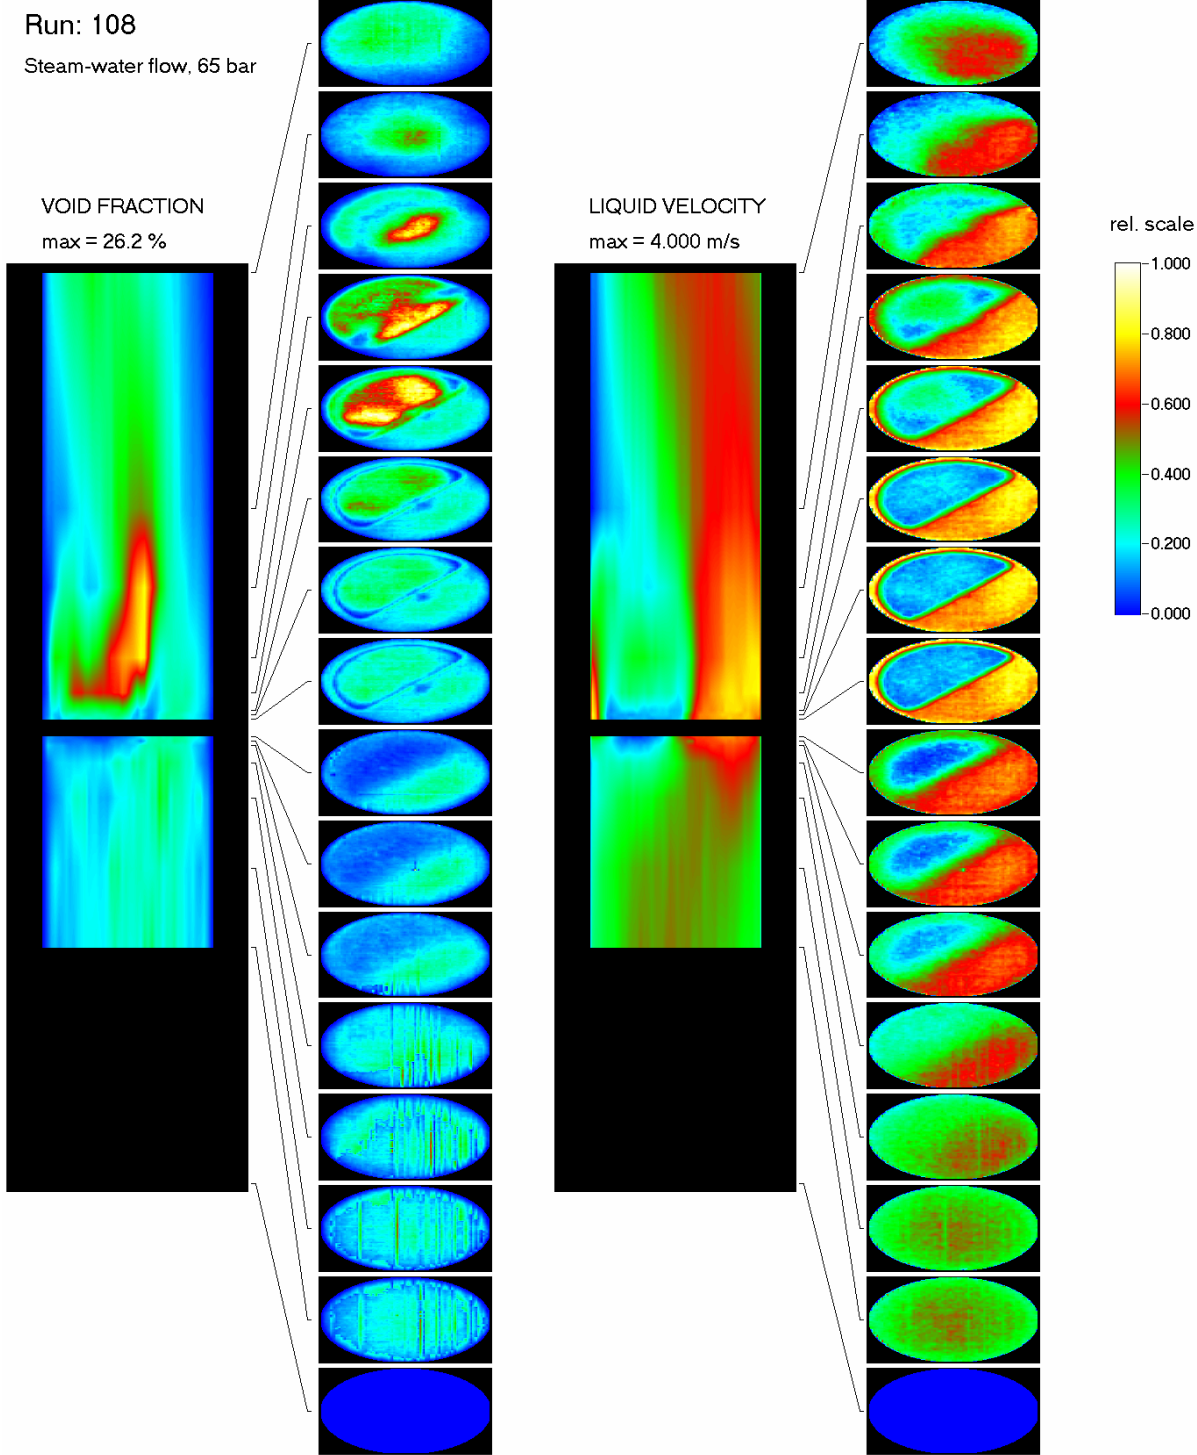 Run: 108
Steam-water flow, 65 bar
VOID FRACTION
max = 26.2 %
LIQUID VELOCITY
max = 4.000 m/s
rel. scale
1.000
0.800
0.600
0.400
0.200
0.000